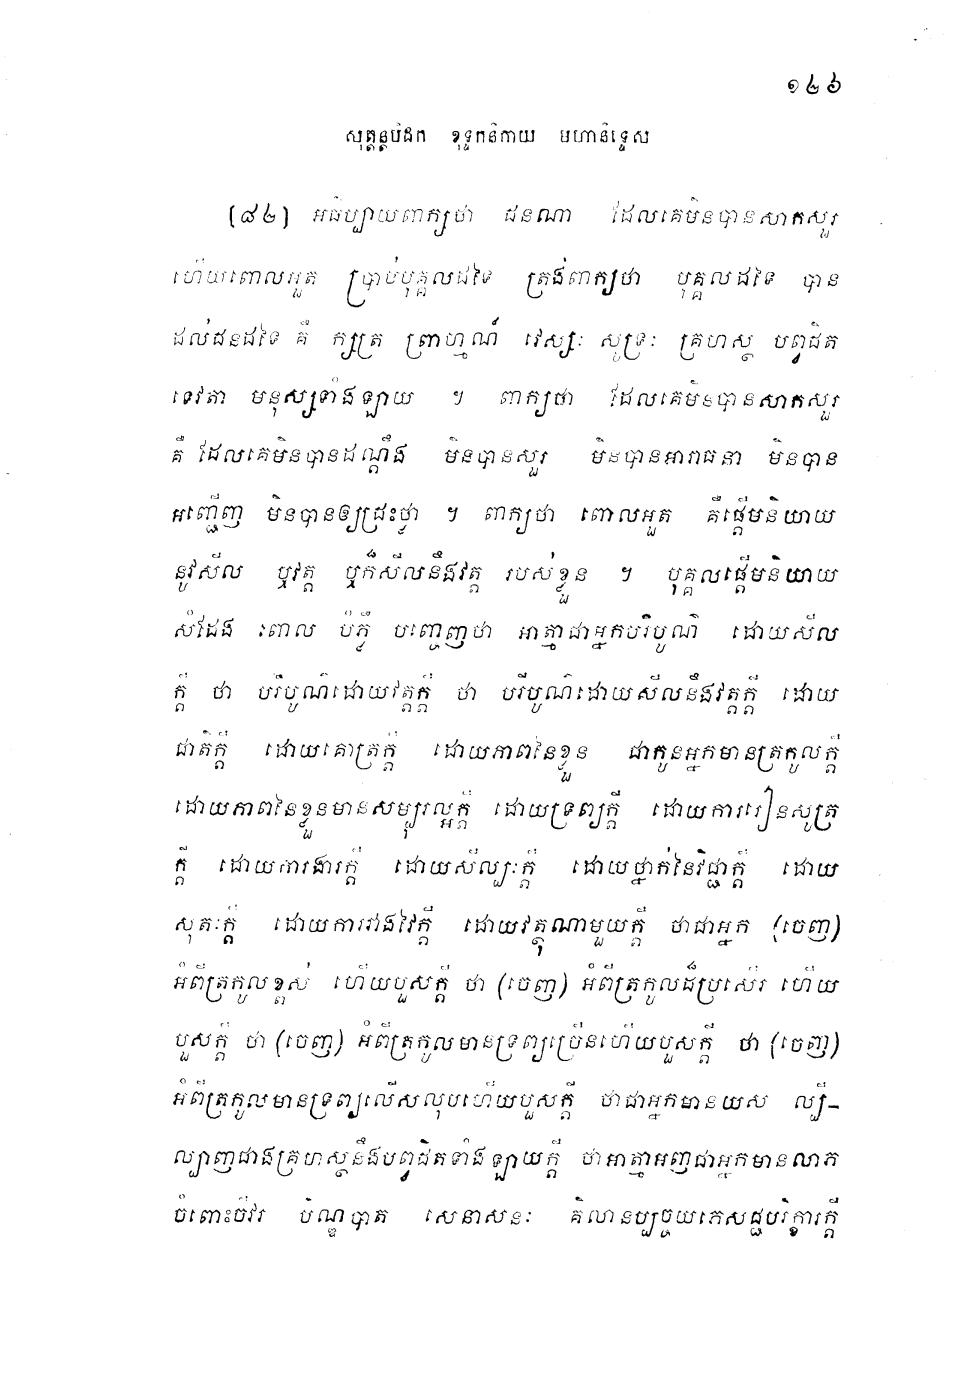 ១៤៦
សុត្តន្តបិដក ខុទ្ទកនិកាយ មហានិទ្ទេស
(៨៤) អធិប្បាយពាក្យថា ជនណា ដែលគេមិនបានសាកសួរ
ហើយពោលអួត ប្រាប់បុគ្គលដទៃ ត្រង់ពាក្យថា បុគ្គលដទៃ បាន
ដល់ជនដទៃ គឺ ក្សត្រ ព្រាហ្មណ៍ វេស្សៈ សូទ្រៈ គ្រហស្ថ បព្វជិត
ទេវតា មនុស្សទាំងឡាយ ។ ពាក្យថា ដែលគេមិនបានសាកសួរ
គឺ ដែលគេមិនបានដណ្តឹង មិនបានសួរ មិនបានអារាធនា មិនបាន
អញ្ជើញ មិនបានឲ្យជ្រះថ្លា ។ ពាក្យថា ពោលអួត គឺផ្តើមនិយាយ
នូវសីល ឬវត្ត ឬក៏សីលនឹងវត្ត របស់ខ្លួន ។ បុគ្គលផ្តើមនិយាយ
សំដែង ពោល បំភ្លឺ បញ្ចេញថា អាត្មាជាអ្នកបរិបូណ៌ ដោយសីល
ក្តី ថា បរិបូណ៌ដោយវត្តក្តី ថា បរិបូណ៌ដោយសីលនឹងវត្តក្តី ដោយ
ជាតិក្តី ដោយគោត្រក្តី ដោយភាពនៃខ្លួន ជាកូនអ្នកមានត្រកូលក្តី
ដោយភាពនៃខ្លួនមានសម្បុរល្អក្តី ដោយទ្រព្យក្តី ដោយការរៀនសូត្រ
ក្តី ដោយការងារក្តី ដោយសិល្បៈក្តី ដោយថ្នាក់នៃវិជ្ជាក្តី ដោយ
សុតៈក្តី ដោយការវាងវៃក្តី ដោយវត្ថុណាមួយក្តី ថាជាអ្នក (ចេញ)
អំពីត្រកូលខ្ពស់ ហើយបួសក្តី ថា (ចេញ) អំពីត្រកូលដ៏ប្រសើរ ហើយ
បួសក្តី ថា (ចេញ) អំពីត្រកូលមានទ្រព្យច្រើនហើយបួសក្តី ថា (ចេញ)
អំពីត្រកូលមានទ្រព្យលើសលុបហើយបួសក្តី ថាជាអ្នកមានយស ល្បី-
ល្បាញជាងគ្រហស្ថនឹងបព្វជិតទាំងឡាយក្តី ថាអាត្មាអញជាអ្នកមានលាភ
ចំពោះចីវរ បិណ្ឌបាត សេនាសនៈ គិលានប្បច្ចយភេសជ្ជបរិក្ខារក្តី